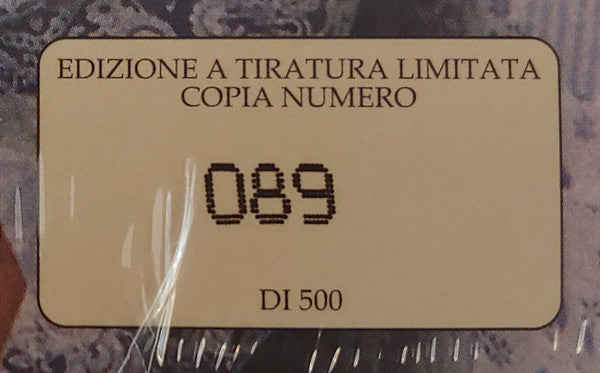 EDIZIONE A TIRATURA LIMITATA
COPIA NUMERO
089
DI 500